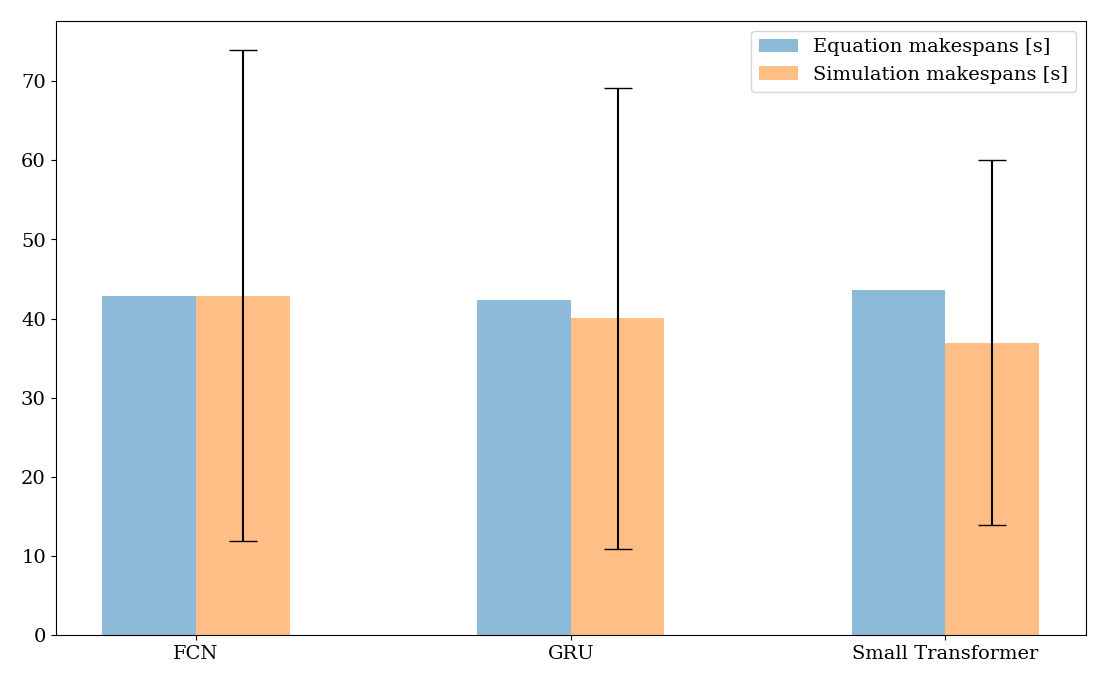 Equation makespans [s]
Simulation makespans [s]
70
60
50
40
30
20
10
0
FCN
GRU
Small Transformer